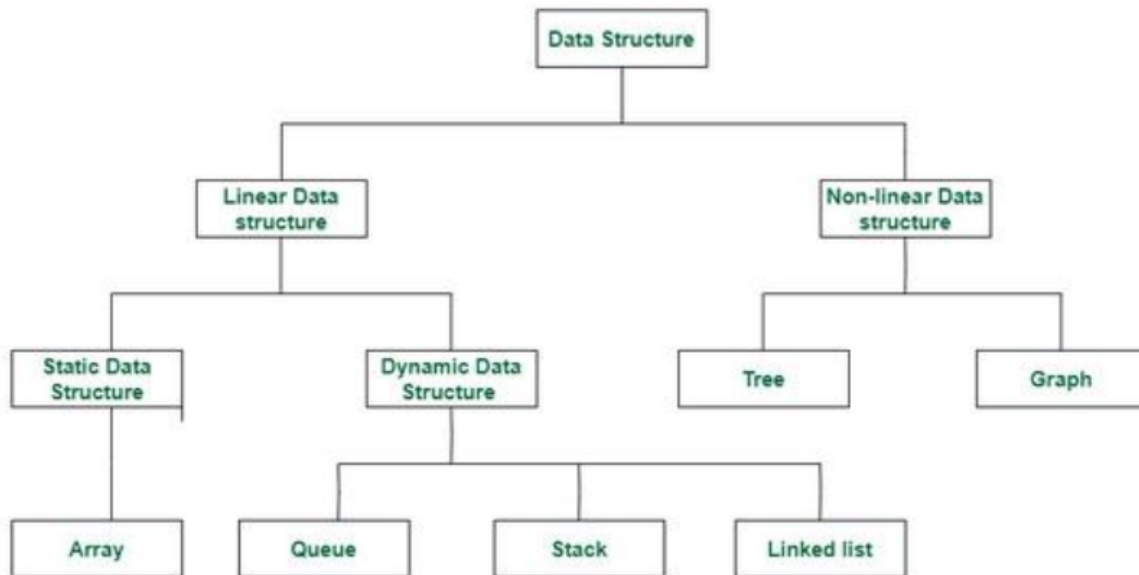 Data Structure
Linear Data
structure
Non-linear Data
structure
Static Data
Structure
Dynamic Data
Structure
Tree
Graph
Array
Queue
Stack
Linked list